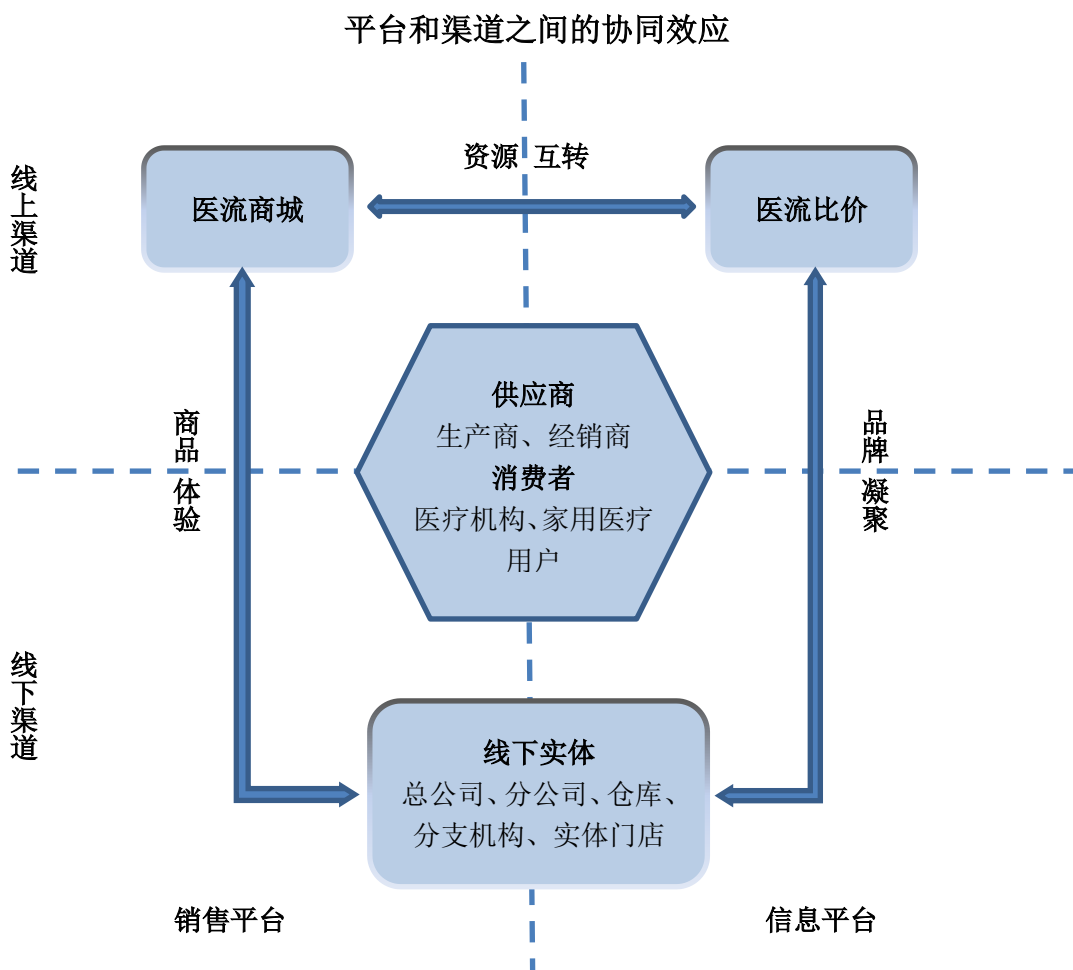 平台和渠道之间的协同效应
资源 互转
线上渠道
医流商城
医流比价
供应商
生产商、经销商
消费者
医疗机构、家用医疗
用户
商品 体验
品牌 凝聚
线下渠道
线下实体
总公司、分公司、仓库、
分支机构、实体门店
销售平台
信息平台